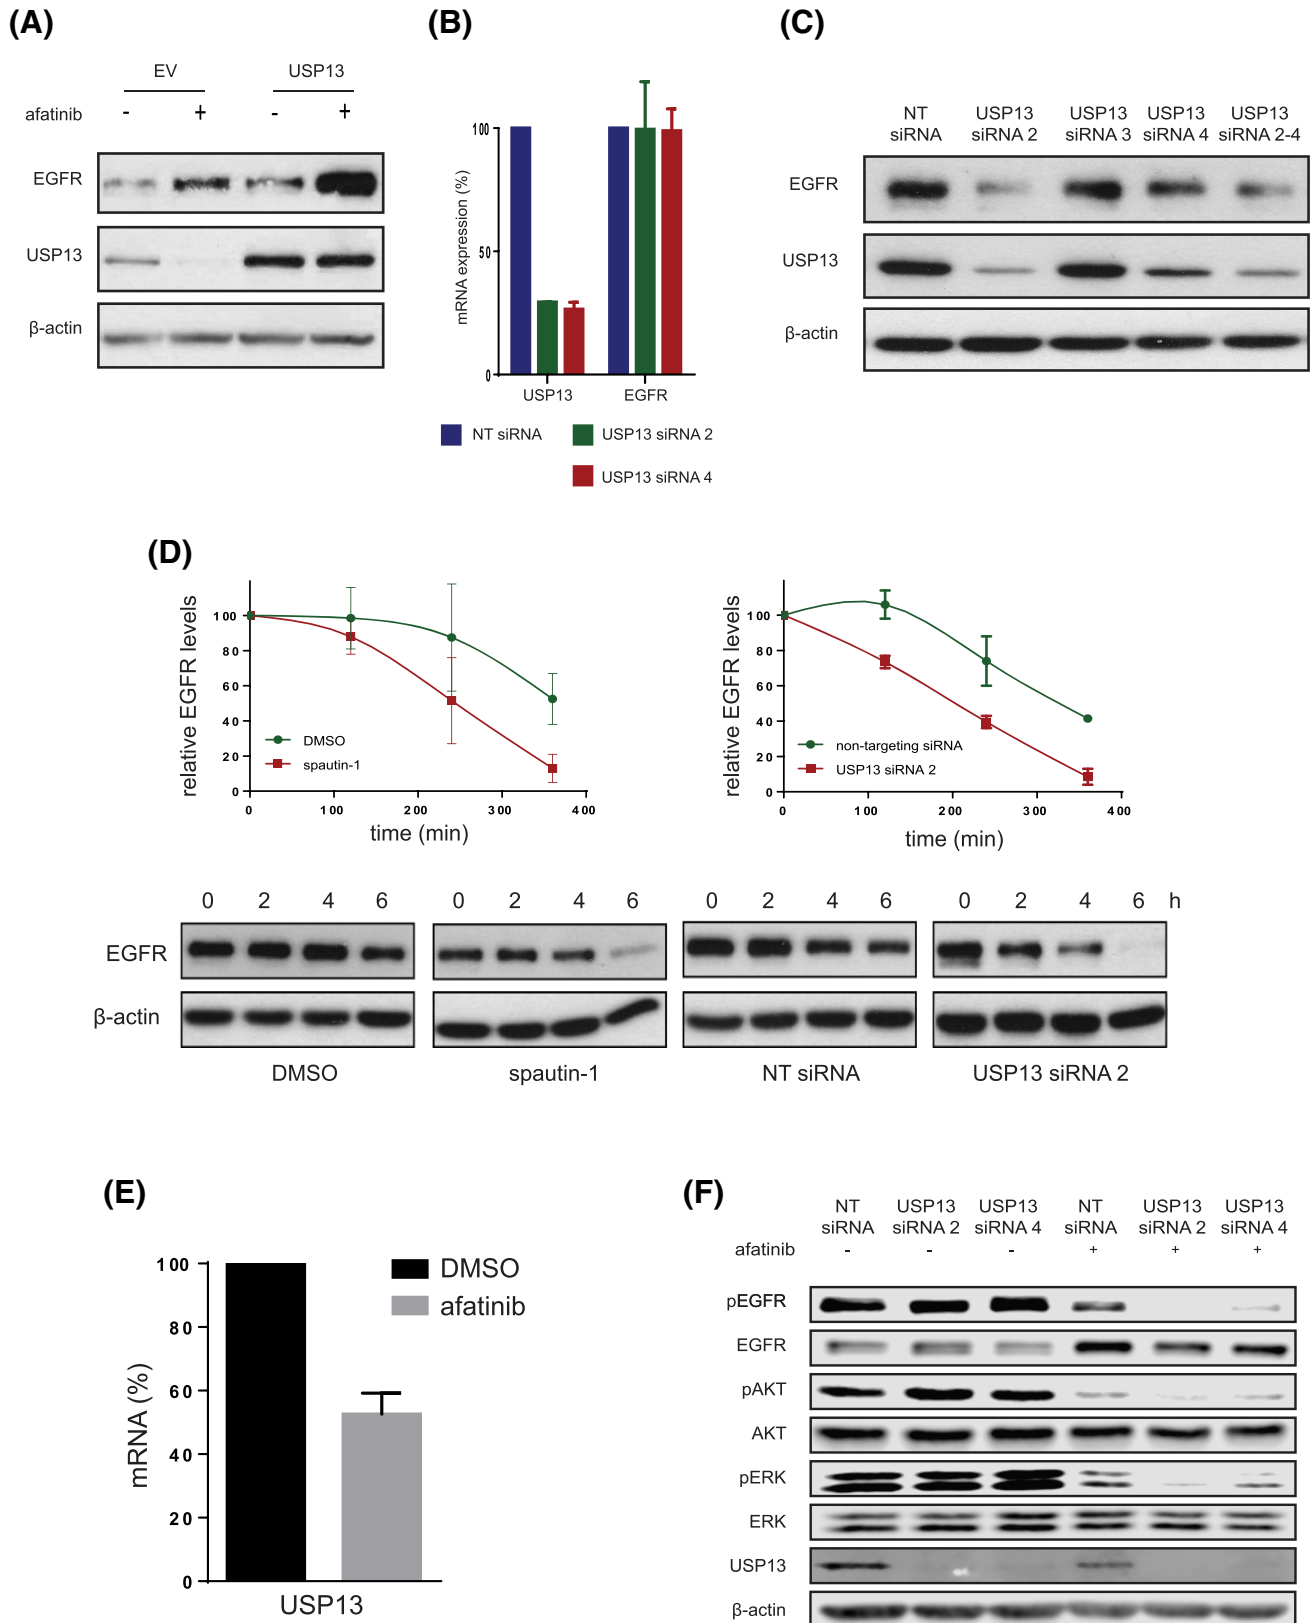 (A)
EV USP13
afatinib - + - +
EGFR
USP13
β-actin
(B)
mRNA expression (%)
100
50
0
USP13 EGFR
NT siRNA USP13 siRNA 2
USP13 siRNA 4
(C)
NT siRNA USP13 siRNA 2 USP13 siRNA 3 USP13 siRNA 4 USP13 siRNA 2-4
EGFR
USP13
β-actin
(D)
relative EGFR levels
100
80
60
40
20
0
DMSO
spautin-1
0 100 200 300 400
time (min)
relative EGFR levels
100
80
60
40
20
0
non-targeting siRNA
USP13 siRNA 2
0 100 200 300 400
time (min)
0 2 4 6 0 2 4 6 0 2 4 6 0 2 4 6 h
EGFR
β-actin
DMSO spautin-1 NT siRNA USP13 siRNA 2
(E)
mRNA (%)
100
80
60
40
20
0
DMSO
afatinib
USP13
(F)
NT siRNA USP13 siRNA 2 USP13 siRNA 4 NT siRNA USP13 siRNA 2 USP13 siRNA 4
afatinib - - - + + +
pEGFR
EGFR
pAKT
AKT
pERK
ERK
USP13
β-actin